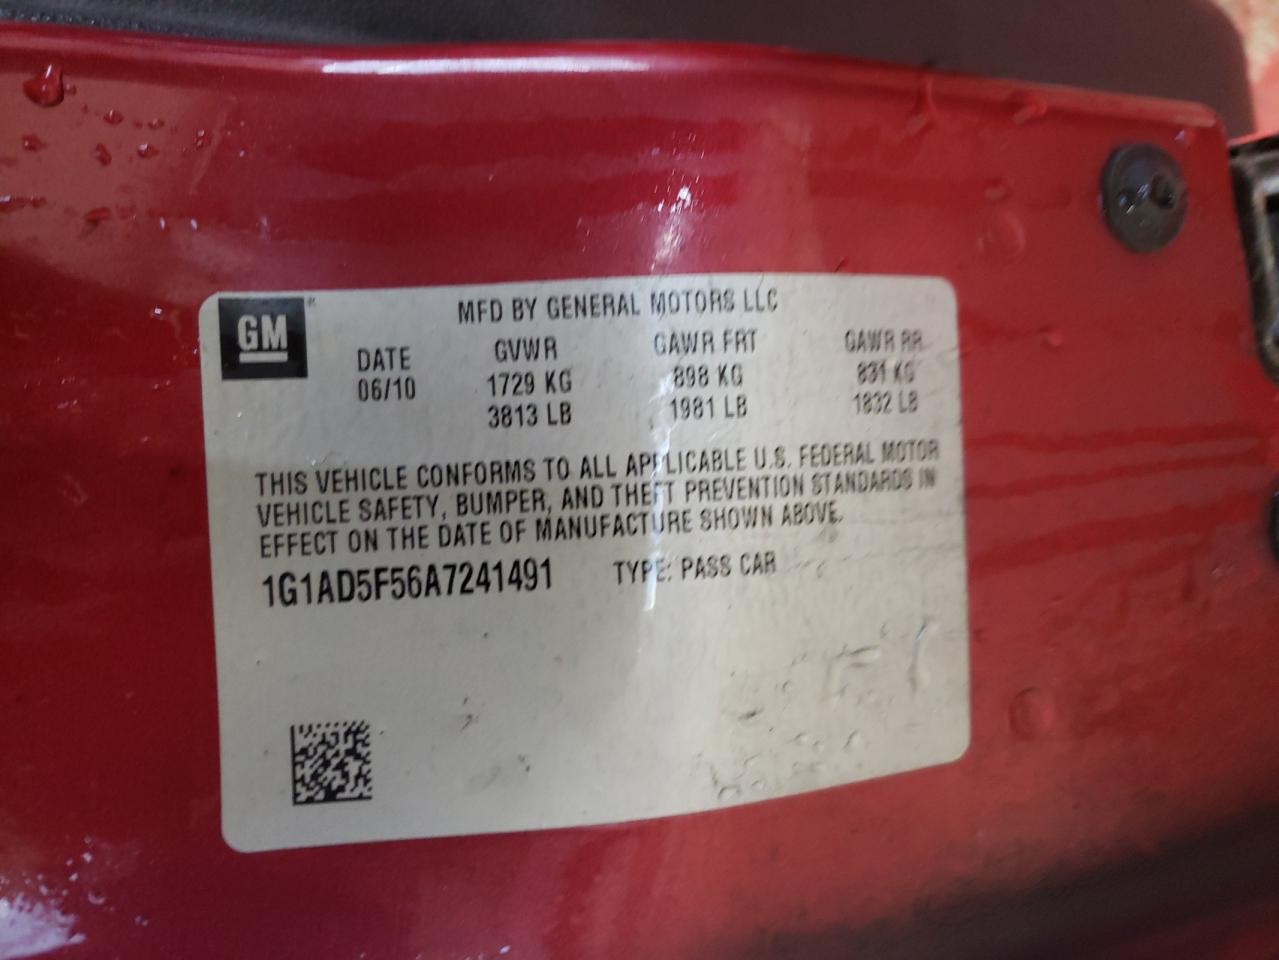 GM®
MFD BY GENERAL MOTORS LLC
DATE GVWR GAWR FRT GAWR RR
06/10 1729 KG 898 KG 831 KG
3813 LB 1981 LB 1832 LB
THIS VEHICLE CONFORMS TO ALL APPLICABLE U.S. FEDERAL MOTOR
VEHICLE SAFETY, BUMPER, AND THEFT PREVENTION STANDARDS IN
EFFECT ON THE DATE OF MANUFACTURE SHOWN ABOVE.
1G1AD5F56A7241491 TYPE: PASS CAR